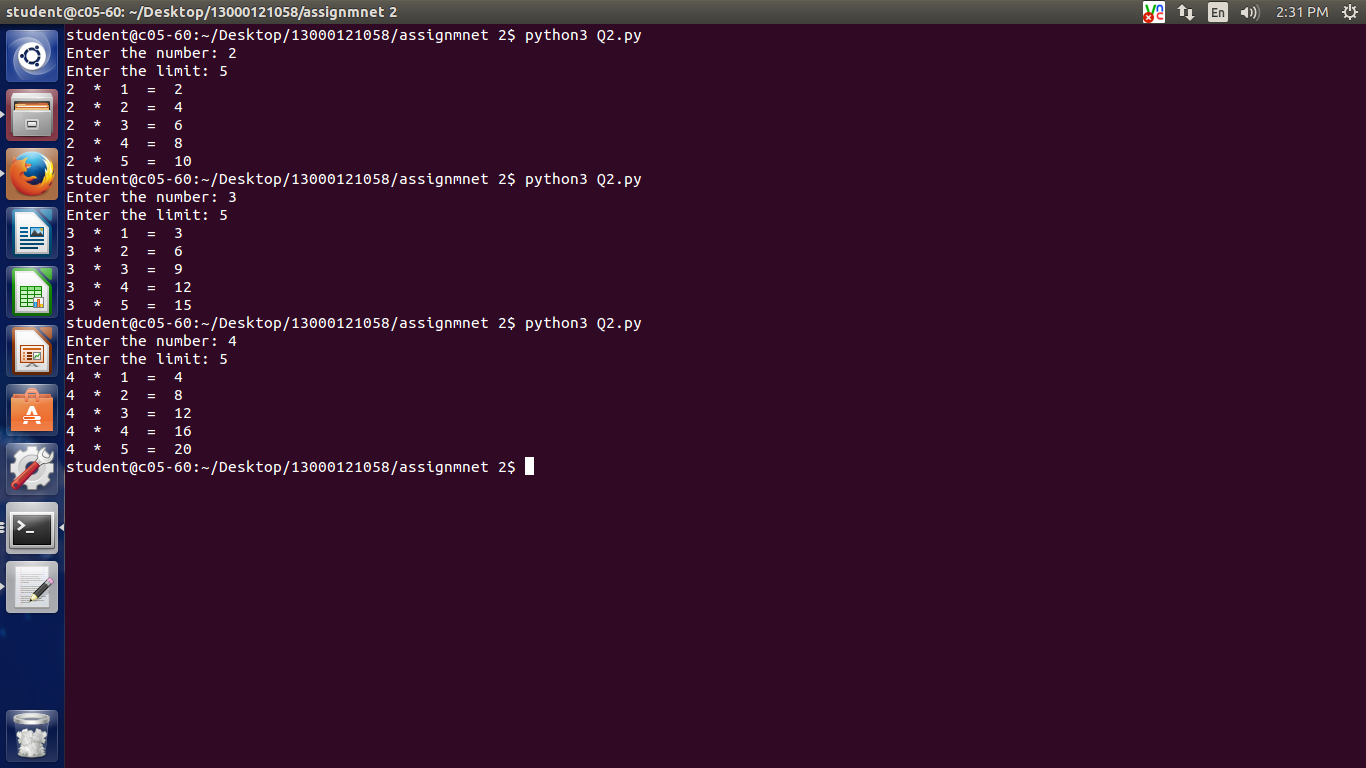 student@c05-60: ~/Desktop/13000121058/assignmnet 2
En
2:31 PM
student@c05-60:~/Desktop/13000121058/assignmnet 2$ python3 Q2.py
Enter the number: 2
Enter the limit: 5
2  *  1  =  2
2  *  2  =  4
2  *  3  =  6
2  *  4  =  8
2  *  5  =  10
student@c05-60:~/Desktop/13000121058/assignmnet 2$ python3 Q2.py
Enter the number: 3
Enter the limit: 5
3  *  1  =  3
3  *  2  =  6
3  *  3  =  9
3  *  4  =  12
3  *  5  =  15
student@c05-60:~/Desktop/13000121058/assignmnet 2$ python3 Q2.py
Enter the number: 4
Enter the limit: 5
4  *  1  =  4
4  *  2  =  8
4  *  3  =  12
4  *  4  =  16
4  *  5  =  20
student@c05-60:~/Desktop/13000121058/assignmnet 2$